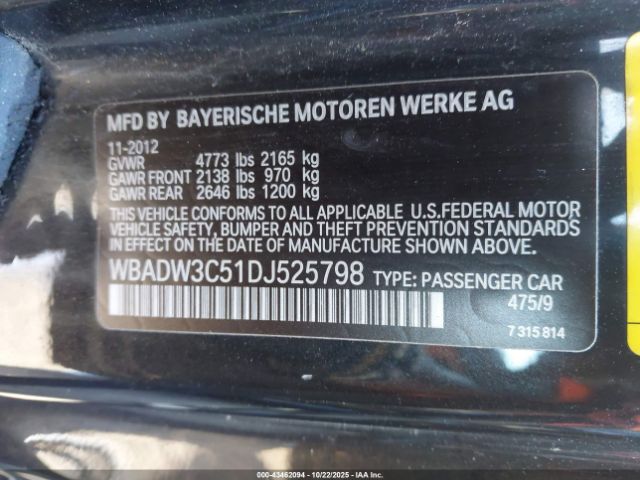 MFD BY BAYERISCHE MOTOREN WERKE AG
11-2012
GVWR 4773 lbs 2165 kg
GAWR FRONT 2138 lbs 970 kg
GAWR REAR 2646 lbs 1200 kg
THIS VEHICLE CONFORMS TO ALL APPLICABLE U.S.FEDERAL MOTOR
VEHICLE SAFETY, BUMPER AND THEFT PREVENTION STANDARDS
IN EFFECT ON THE DATE OF MANUFACTURE SHOWN ABOVE.
WBADW3C51DJ525798 TYPE: PASSENGER CAR
475/9
7 315 814
000-43462094 | 10/22/2025 | COPYRIGHT IAA, LLC.